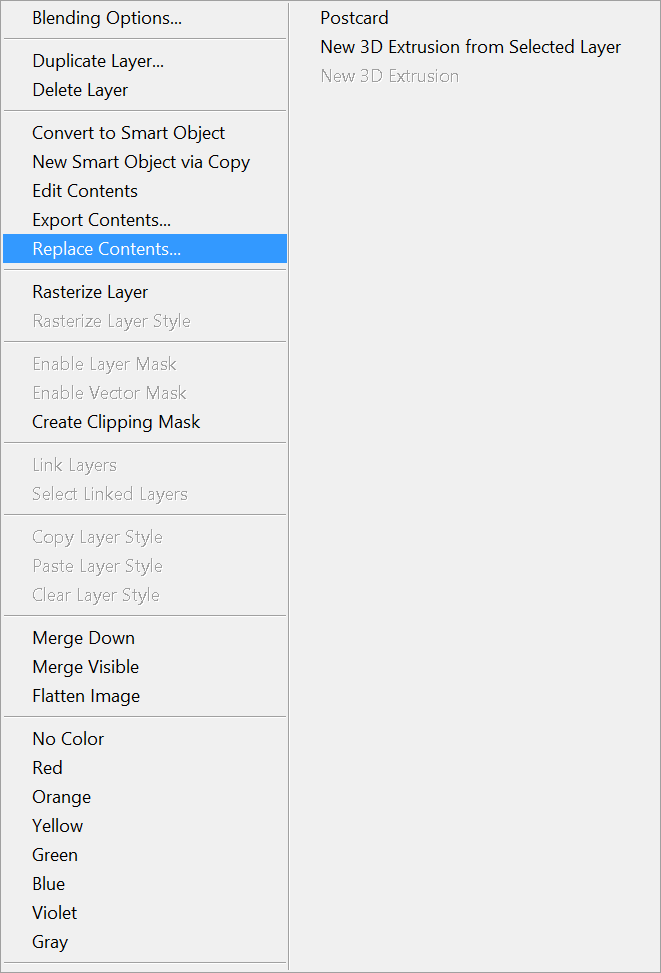 Blending Options...
Duplicate Layer...
Delete Layer
Convert to Smart Object
New Smart Object via Copy
Edit Contents
Export Contents...
Replace Contents...
Rasterize Layer
Rasterize Layer Style
Enable Layer Mask
Enable Vector Mask
Create Clipping Mask
Link Layers
Select Linked Layers
Copy Layer Style
Paste Layer Style
Clear Layer Style
Merge Down
Merge Visible
Flatten Image
No Color
Red
Orange
Yellow
Green
Blue
Violet
Gray
Postcard
New 3D Extrusion from Selected Layer
New 3D Extrusion